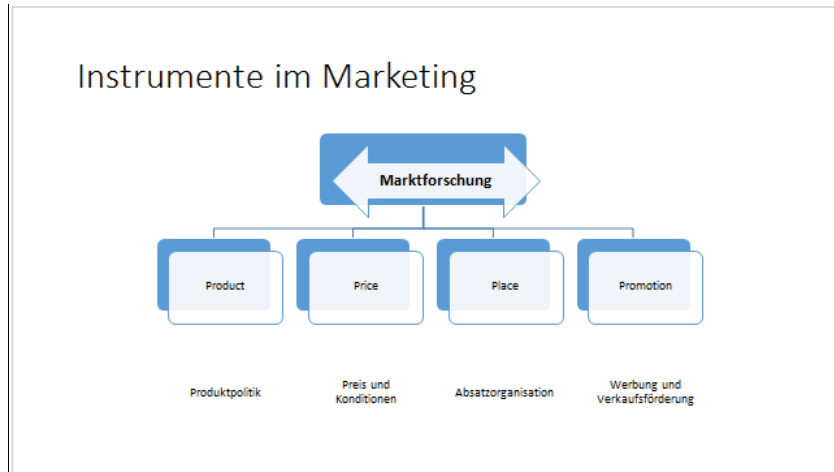 Instrumente im Marketing
Marktforschung
Product
Price
Place
Promotion
Produktpolitik
Preis und
Konditionen
Absatzorganisation
Werbung und
Verkaufsförderung